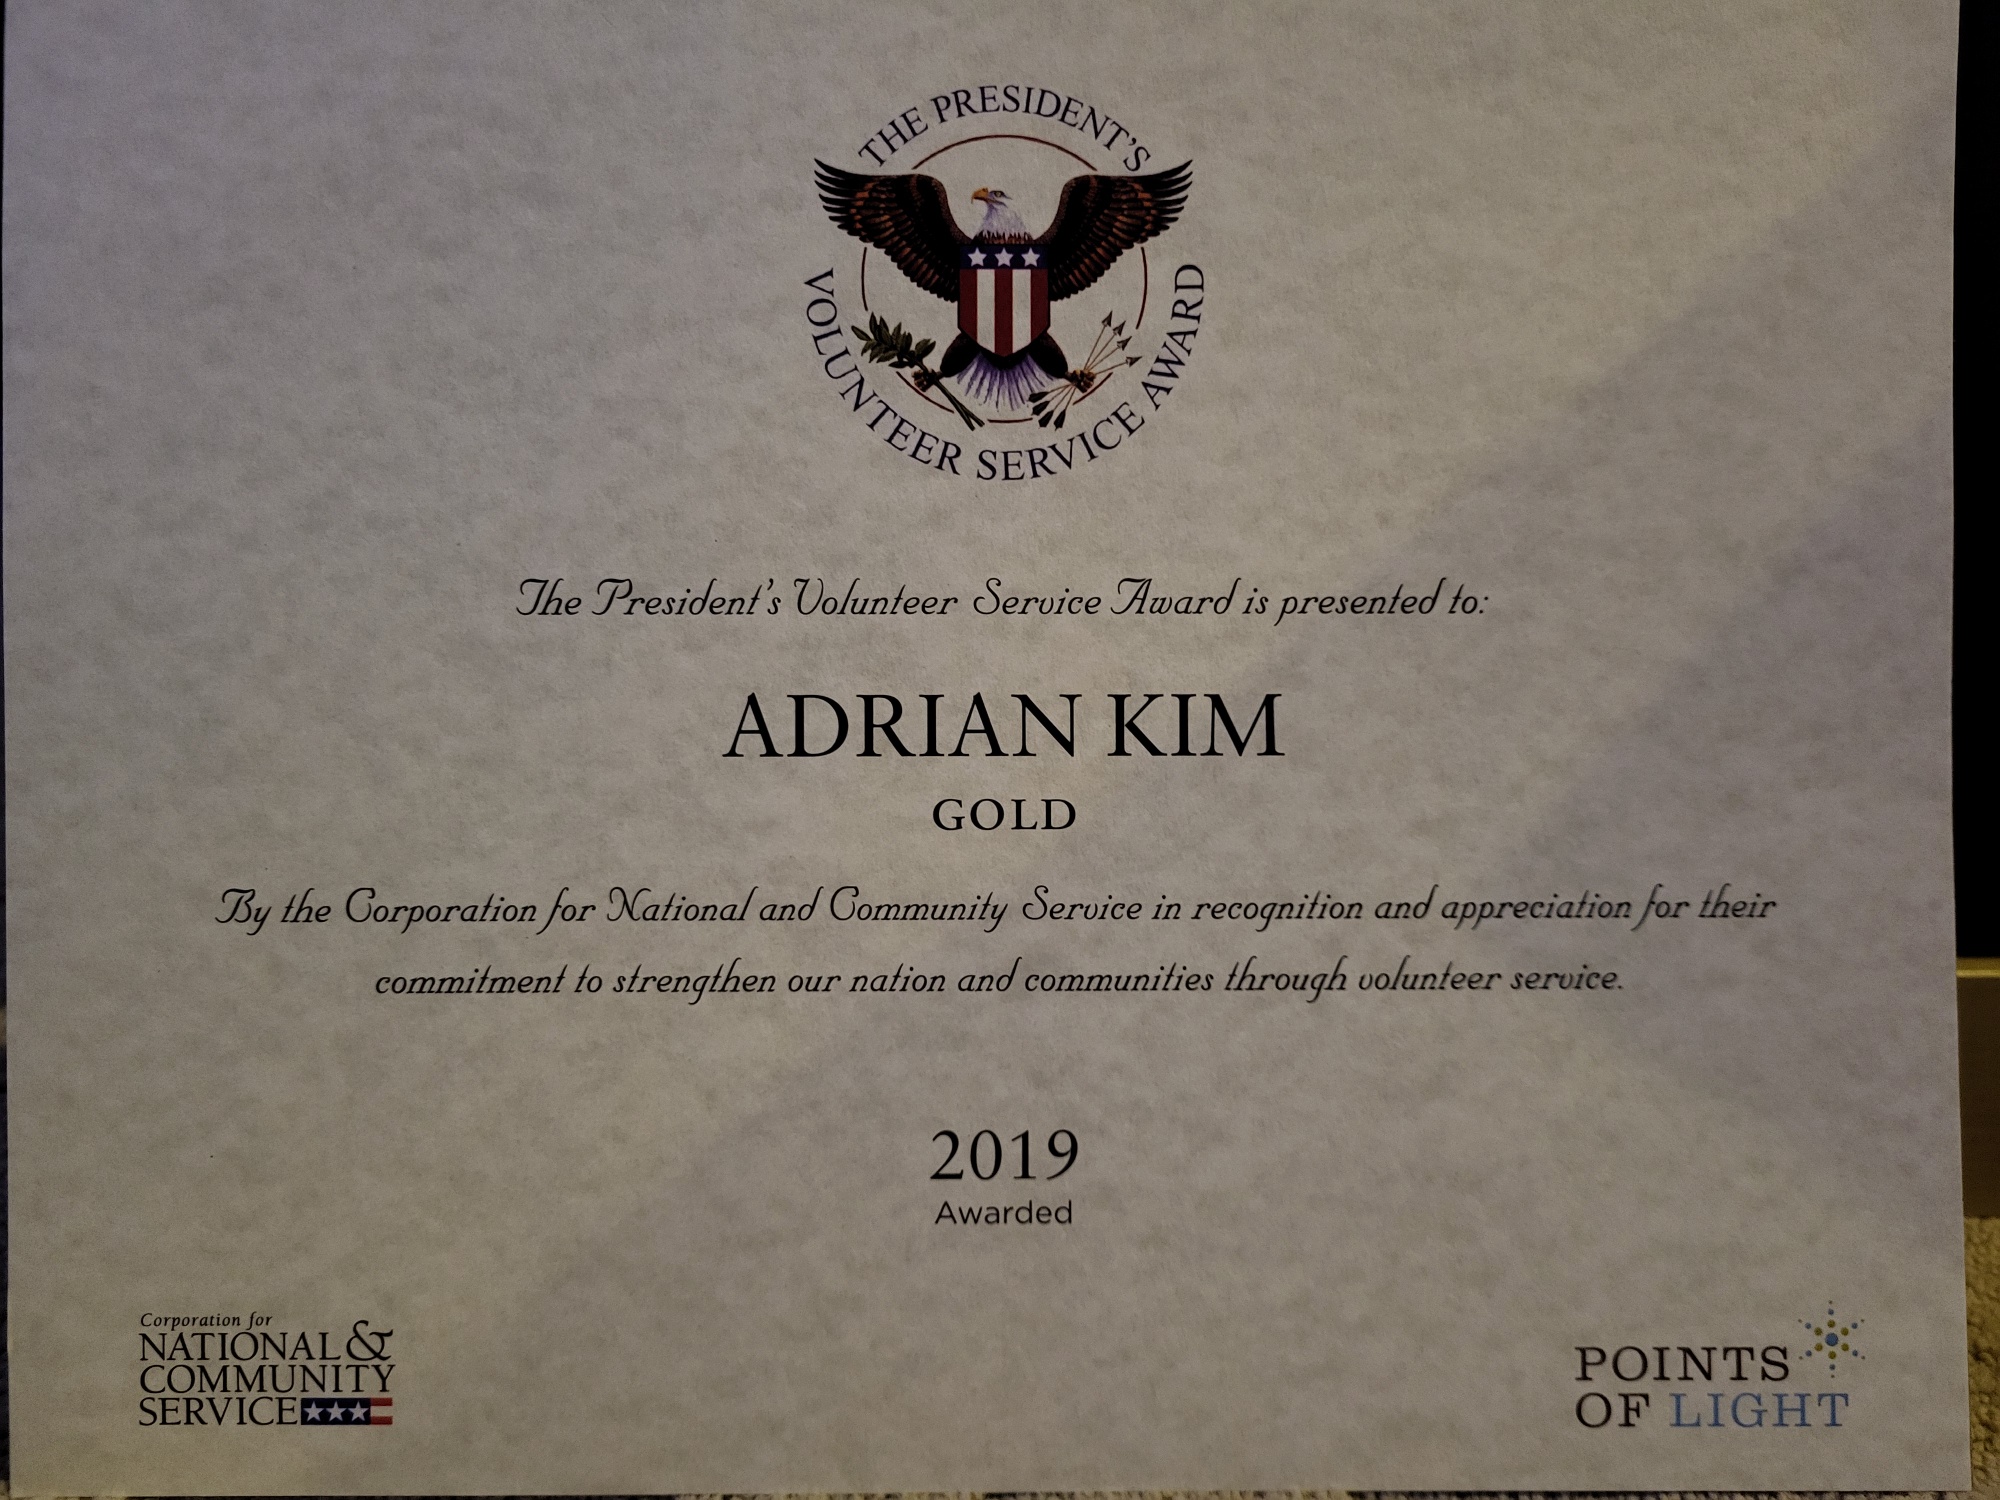 THE PRESIDENT'S
VOLUNTEER SERVICE AWARD
The President's Volunteer Service Award is presented to:
ADRIAN KIM
GOLD
By the Corporation for National and Community Service in recognition and appreciation for their
commitment to strengthen our nation and communities through volunteer service.
2019
Awarded
Corporation for
NATIONAL &
COMMUNITY
SERVICE
POINTS
OF LIGHT